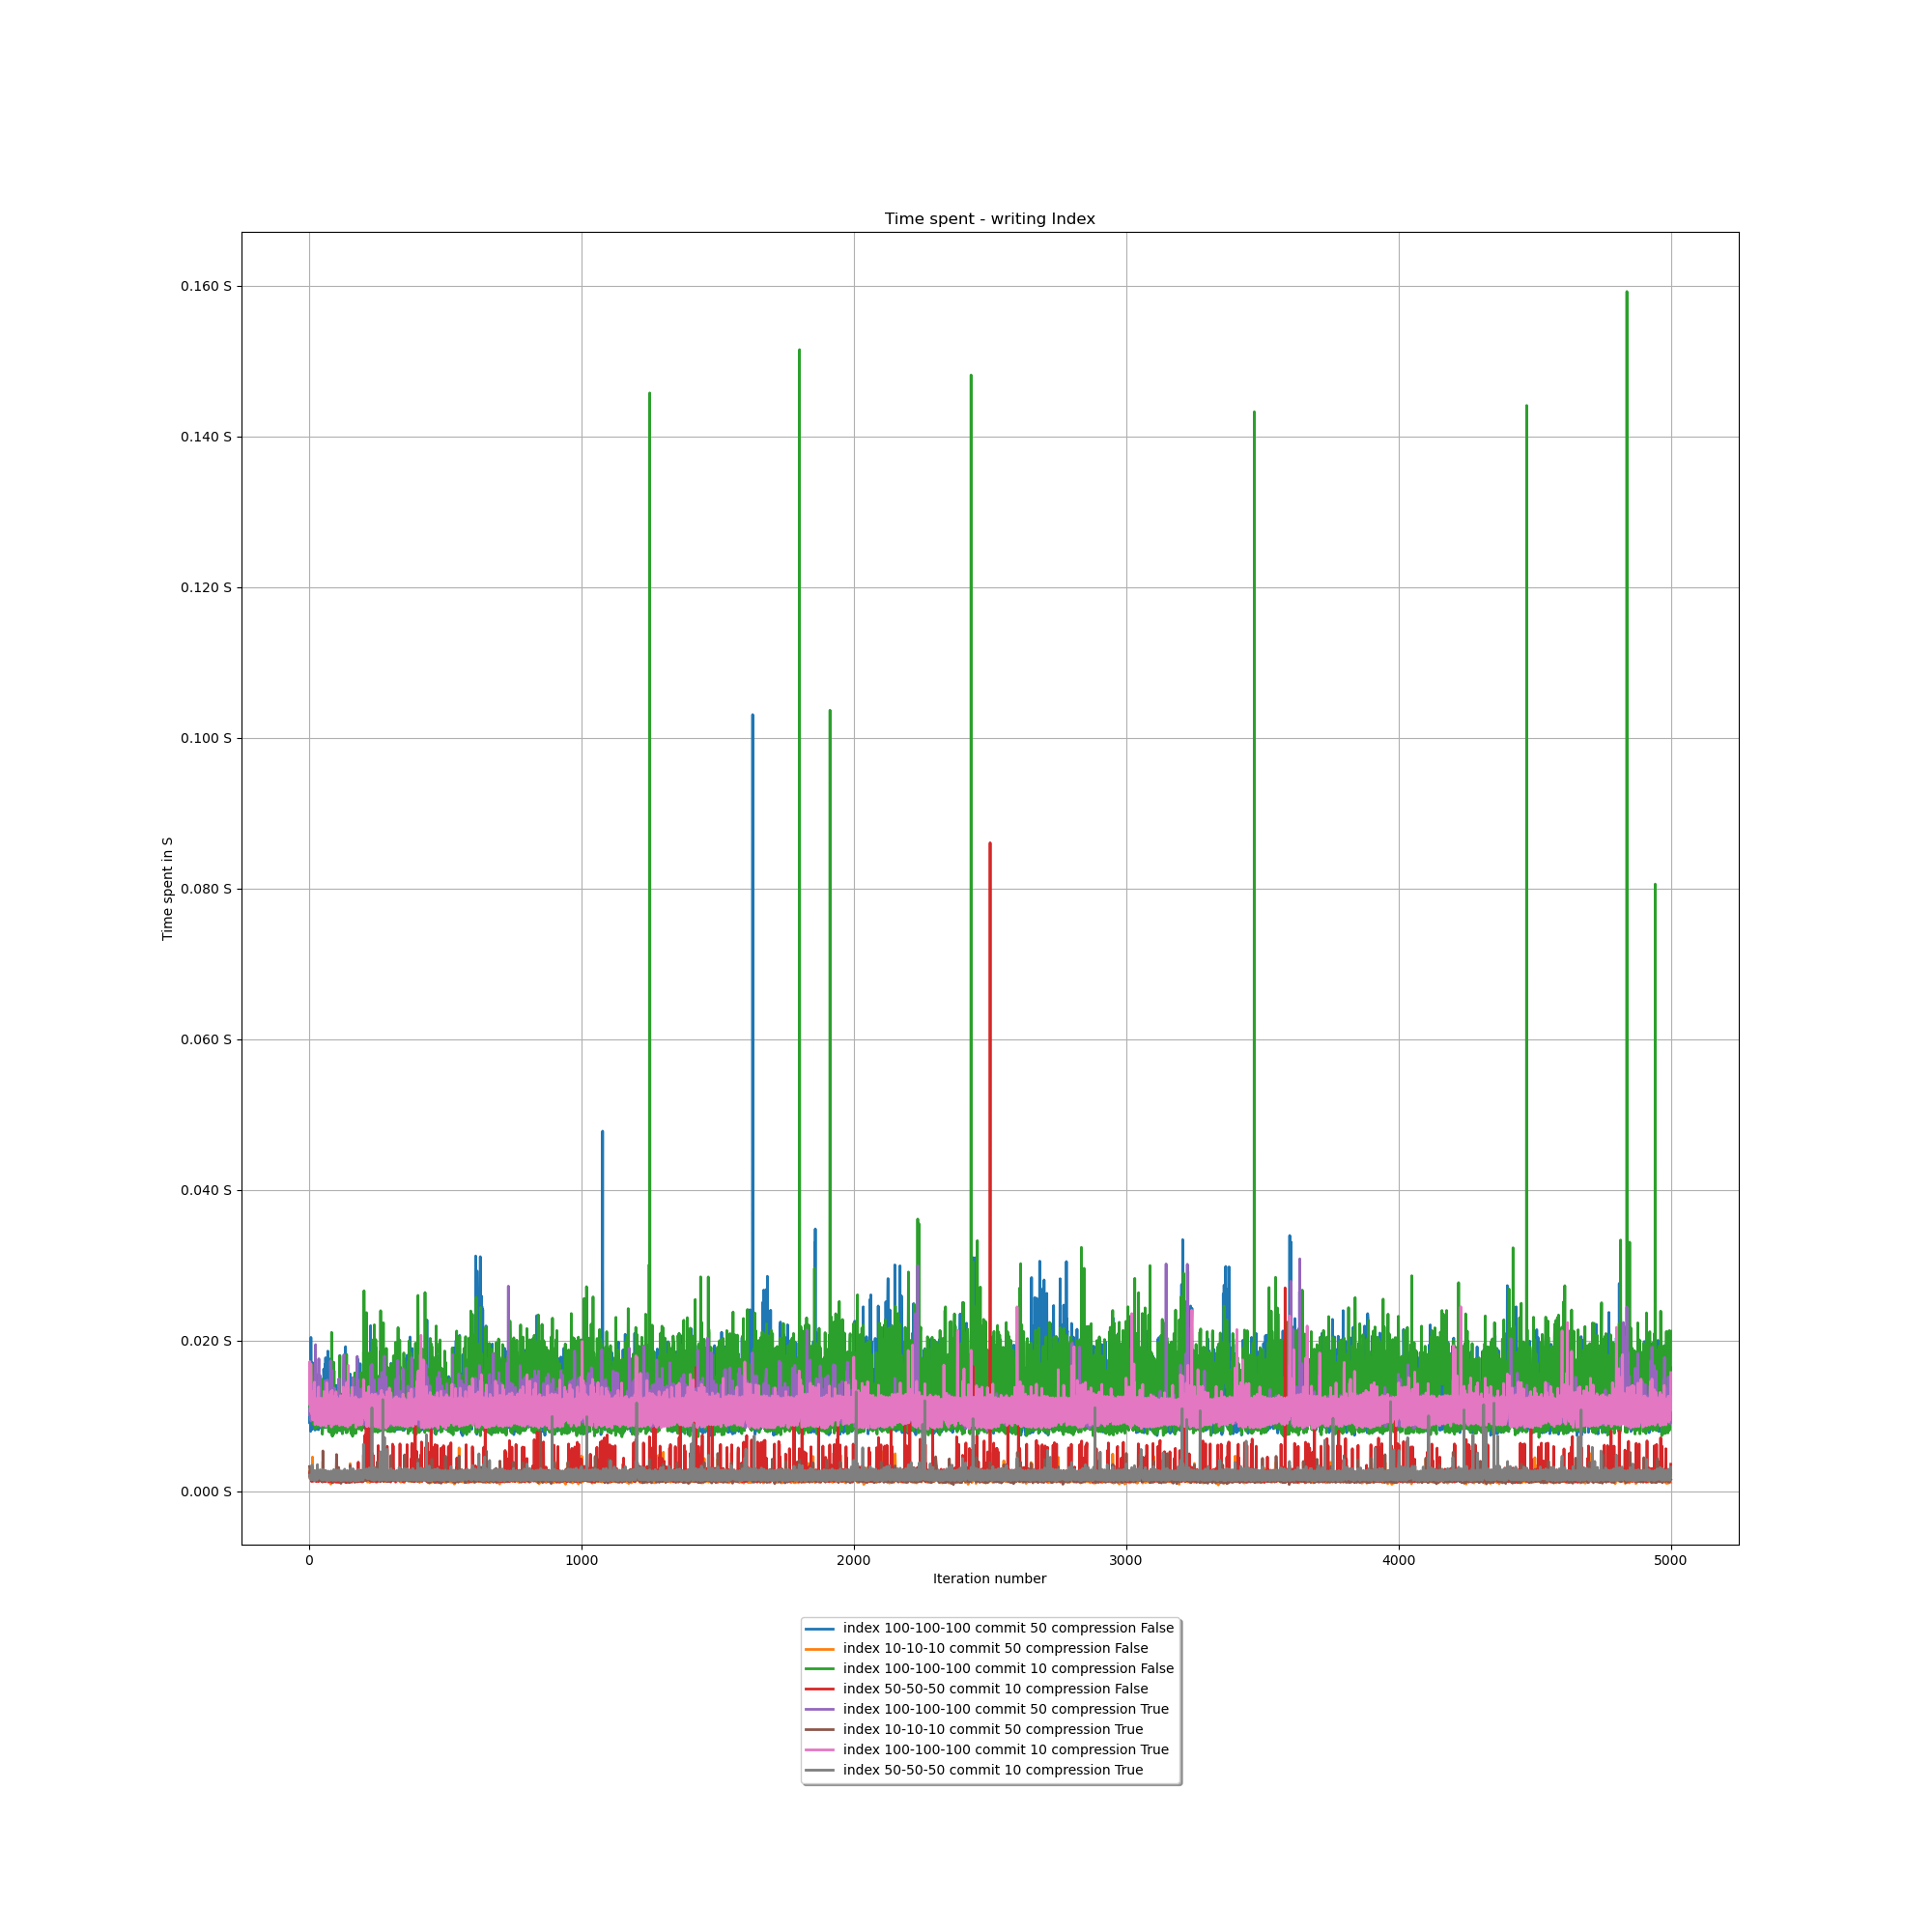 Time spent - writing Index
0.160 S
0.140 S
0.120 S
0.100 S
0.080 S
0.060 S
0.040 S
0.020 S
0.000 S
Time spent in S
0 1000 2000 3000 4000 5000
Iteration number
index 100-100-100 commit 50 compression False
index 10-10-10 commit 50 compression False
index 100-100-100 commit 10 compression False
index 50-50-50 commit 10 compression False
index 100-100-100 commit 50 compression True
index 10-10-10 commit 50 compression True
index 100-100-100 commit 10 compression True
index 50-50-50 commit 10 compression True